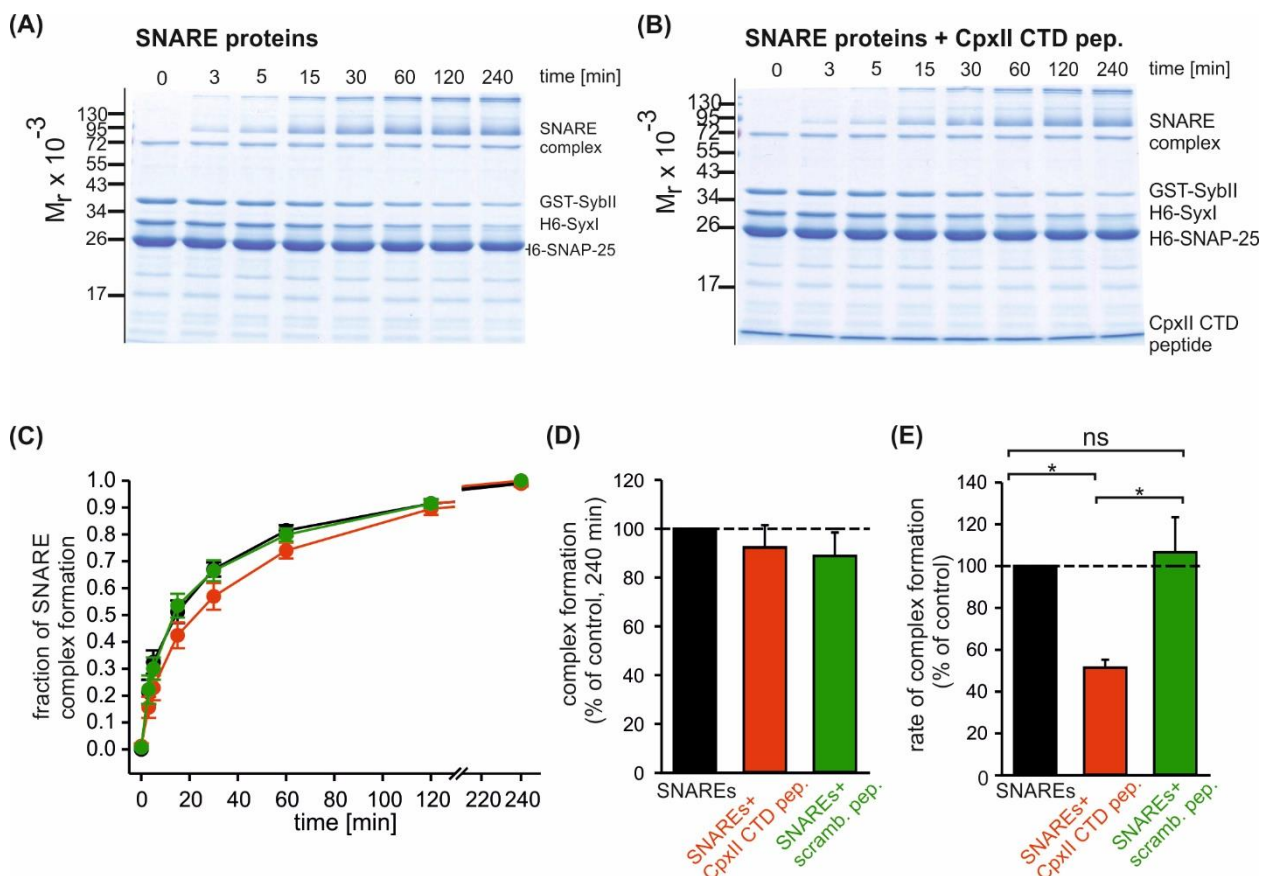 (A)
SNARE proteins
0 3 5 15 30 60 120 240 time [min]
Mr x 10-3
130
95
72
55
43
34
26
17
SNARE
complex
GST-SybII
H6-SyxI
H6-SNAP-25
(B)
SNARE proteins + CpxII CTD pep.
0 3 5 15 30 60 120 240 time [min]
Mr x 10-3
130
95
72
55
43
34
26
17
SNARE
complex
GST-SybII
H6-SyxI
H6-SNAP-25
CpxII CTD
peptide
(C)
fraction of SNARE
complex formation
1.0
0.9
0.8
0.7
0.6
0.5
0.4
0.3
0.2
0.1
0.0
0 20 40 60 80 100 120 220 240
time [min]
(D)
complex formation
(% of control, 240 min)
120
100
80
60
40
20
0
SNAREs
SNAREs+
CpxII CTD pep.
SNAREs+
scramb. pep.
(E)
ns
* *
rate of complex formation
(% of control)
140
120
100
80
60
40
20
0
SNAREs
SNAREs+
CpxII CTD pep.
SNAREs+
scramb. pep.